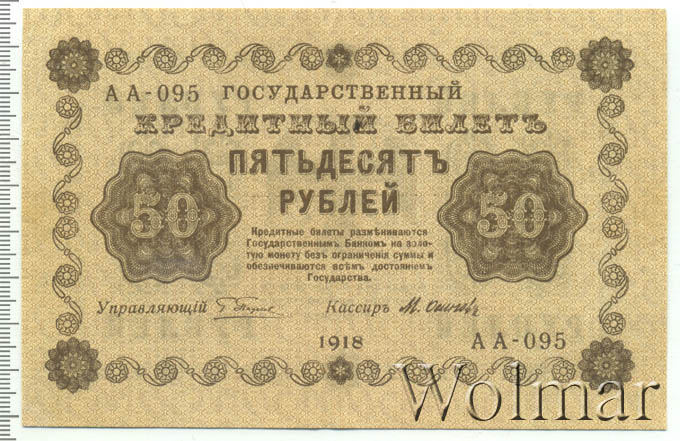 АА-095 ГОСУДАРСТВЕННЫЙ
КРЕДИТНЫЙ БИЛЕТЪ
ПЯТЬДЕСЯТЪ
РУБЛЕЙ
50 50
Кредитные билеты размѣниваются
Государственнымъ Банкомъ на золо-
тую монету безъ ограниченія суммы и
обезпечиваются всѣмъ достояніемъ
Государства.
Управляющій Кассиръ
1918 АА-095
Wolmar